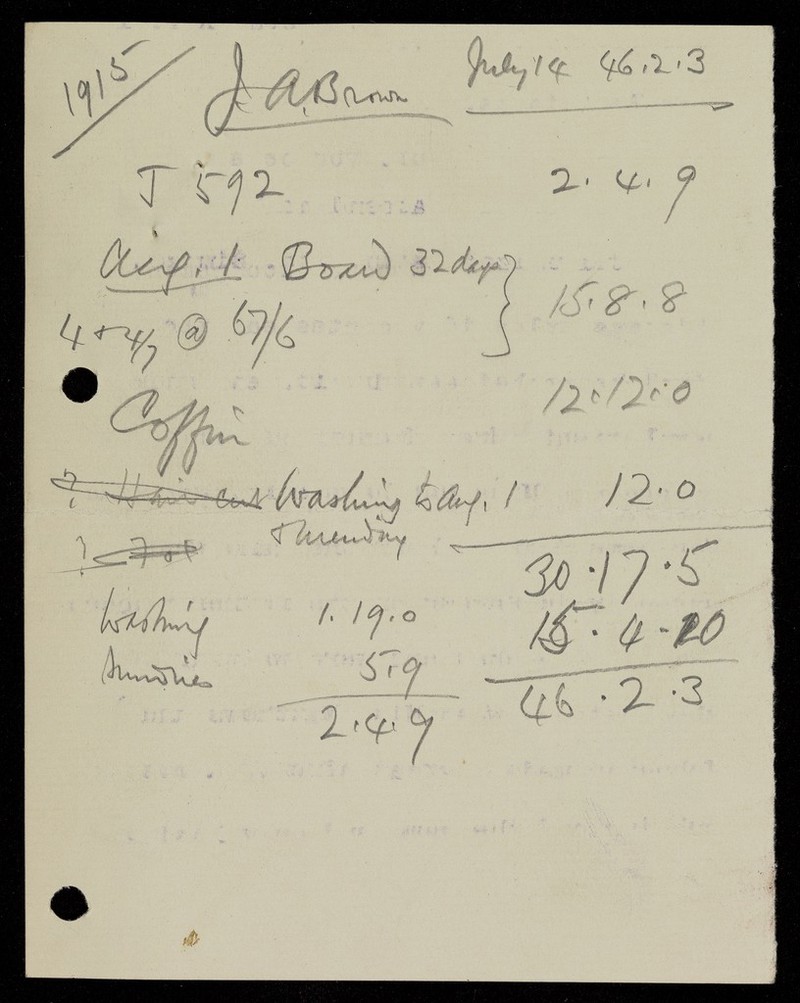 1915 J. A. Brown July 14 46.2.3
J 592 2.4.9
Aug. 1 Board 32 days
4 + 4/7 @ 67/6 15.8.8
Coffin 12.12.0
? Hair cut Washing to Aug. 1 12.0
? & mending
Washing 1.19.0
Sundries 5.9
2.4.9
30.17.5
15.4.10
46.2.3